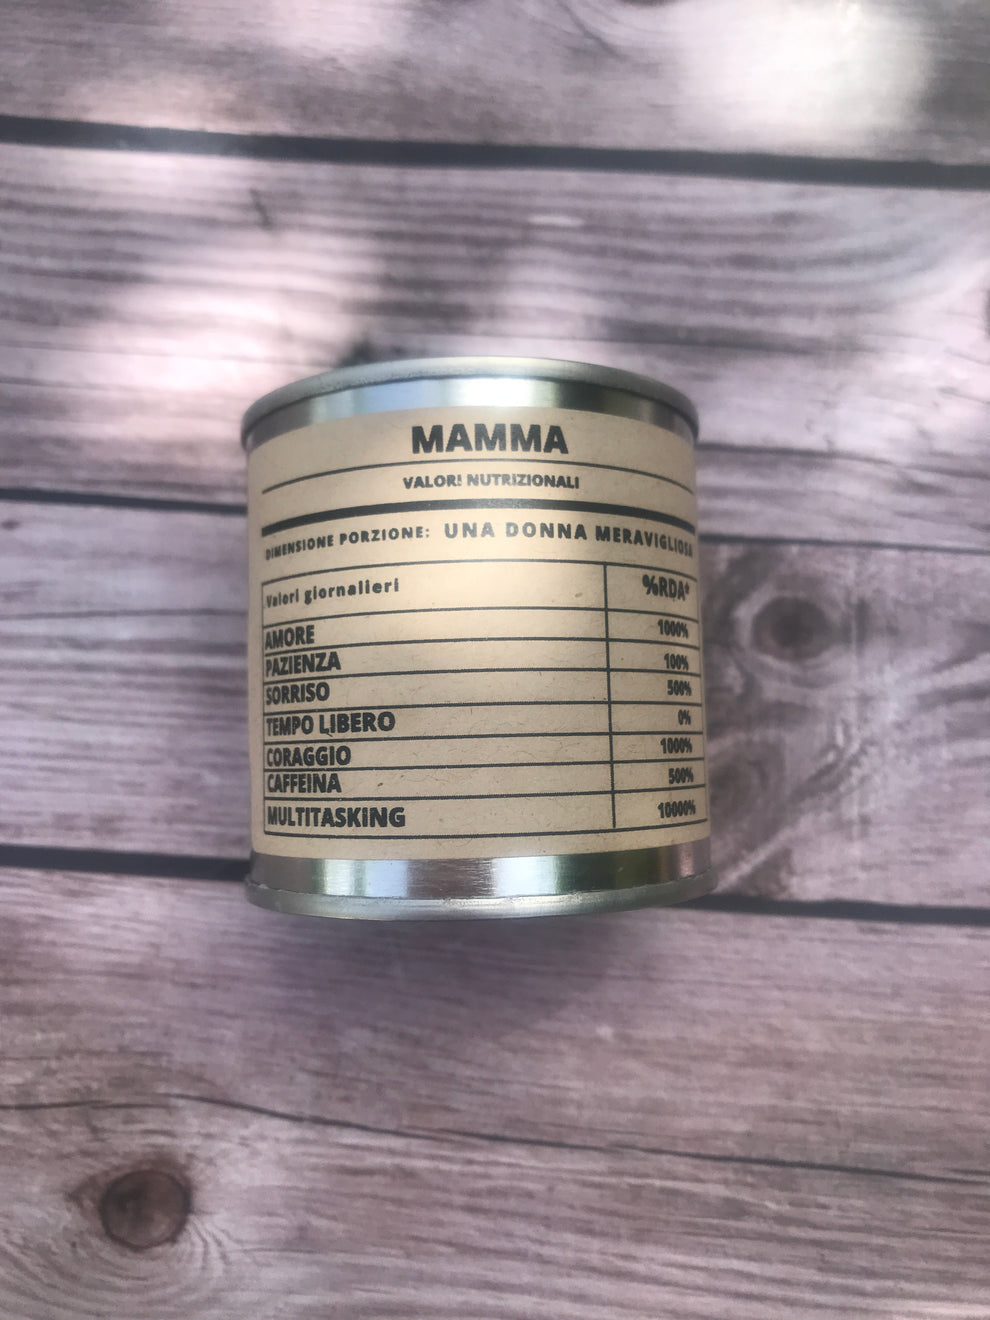 MAMMA
VALORI NUTRIZIONALI
DIMENSIONE PORZIONE: UNA DONNA MERAVIGLIOSA
Valori giornalieri %RDA*
AMORE 1000%
PAZIENZA 100%
SORRISO 500%
TEMPO LIBERO 0%
CORAGGIO 1000%
CAFFEINA 500%
MULTITASKING 10000%